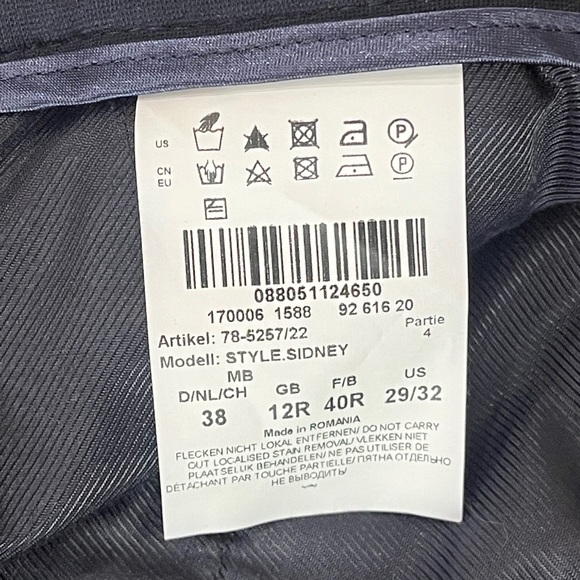 US
CN
EU
P
P
088051124650
170006 1588 92 616 20
Artikel: 78-5257/22 Partie
Modell: STYLE.SIDNEY 4
MB
D/NL/CH GB F/B US
38 12R 40R 29/32
Made in ROMANIA
FLECKEN NICHT LOKAL ENTFERNEN/ DO NOT CARRY
OUT LOCALISED STAIN REMOVAL/ VLEKKEN NIET
PLAATSELIJK BEHANDELEN/ NE PAS UTILISER DE
DÉTACHANT PAR TOUCHE PARTIELLE/ ПЯТНА ОТДЕЛЬНО
НЕ ВЫВОДИТЬ/